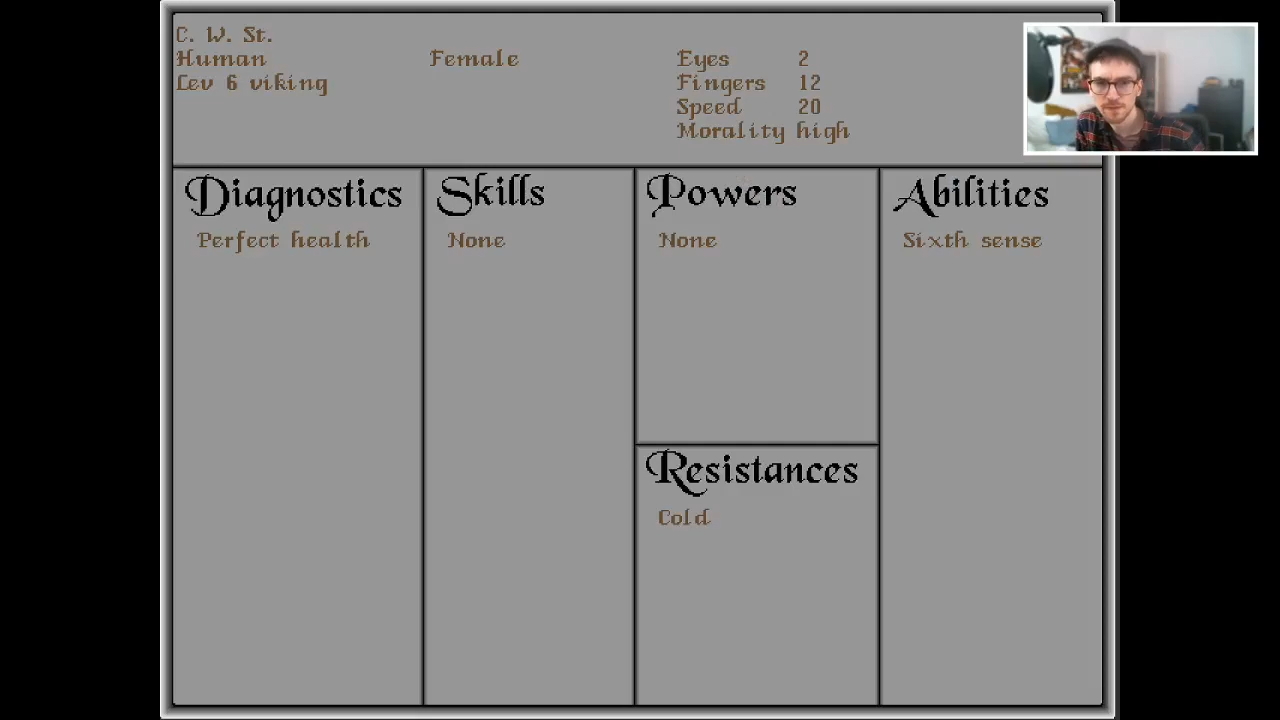 C. W. St.
Human Female
Lev 6 viking
Eyes 2
Fingers 12
Speed 20
Morality high
Diagnostics
Perfect health
Skills
None
Powers
None
Resistances
Cold
Abilities
Sixth sense